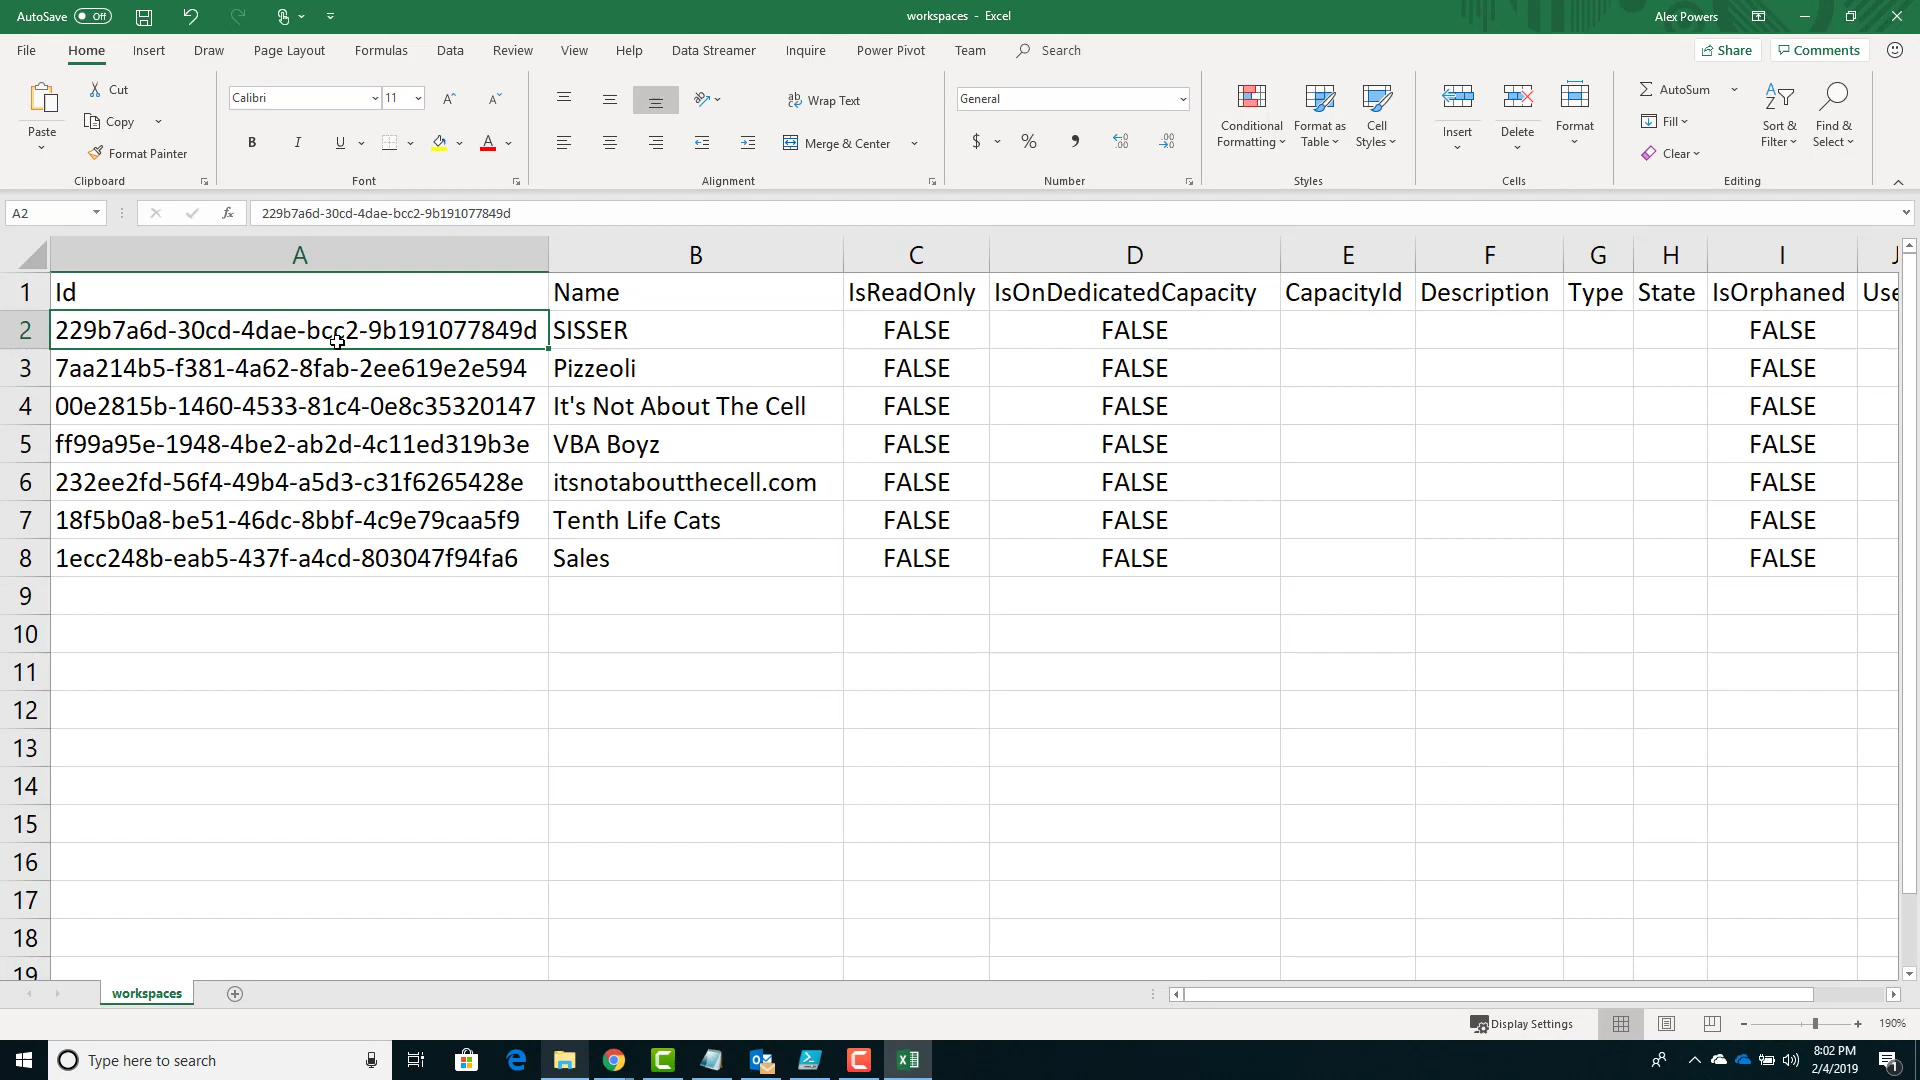 AutoSave Off workspaces - Excel Alex Powers
File Home Insert Draw Page Layout Formulas Data Review View Help Data Streamer Inquire Power Pivot Team Search Share Comments
Paste Cut Copy Format Painter Clipboard
Calibri 11 B I U A Font
ab Wrap Text Merge & Center Alignment
General $ % , Number
Conditional Formatting Format as Table Cell Styles Styles
Insert Delete Format Cells
AutoSum Fill Clear Sort & Filter Find & Select Editing
A2 fx 229b7a6d-30cd-4dae-bcc2-9b191077849d
A B C D E F G H I J
1 Id Name IsReadOnly IsOnDedicatedCapacity CapacityId Description Type State IsOrphaned Use
2 229b7a6d-30cd-4dae-bcc2-9b191077849d SISSER FALSE FALSE FALSE
3 7aa214b5-f381-4a62-8fab-2ee619e2e594 Pizzeoli FALSE FALSE FALSE
4 00e2815b-1460-4533-81c4-0e8c35320147 It's Not About The Cell FALSE FALSE FALSE
5 ff99a95e-1948-4be2-ab2d-4c11ed319b3e VBA Boyz FALSE FALSE FALSE
6 232ee2fd-56f4-49b4-a5d3-c31f6265428e itsnotaboutthecell.com FALSE FALSE FALSE
7 18f5b0a8-be51-46dc-8bbf-4c9e79caa5f9 Tenth Life Cats FALSE FALSE FALSE
8 1ecc248b-eab5-437f-a4cd-803047f94fa6 Sales FALSE FALSE FALSE
9
10
11
12
13
14
15
16
17
18
19
workspaces
Display Settings 190%
Type here to search 8:02 PM
2/4/2019 1